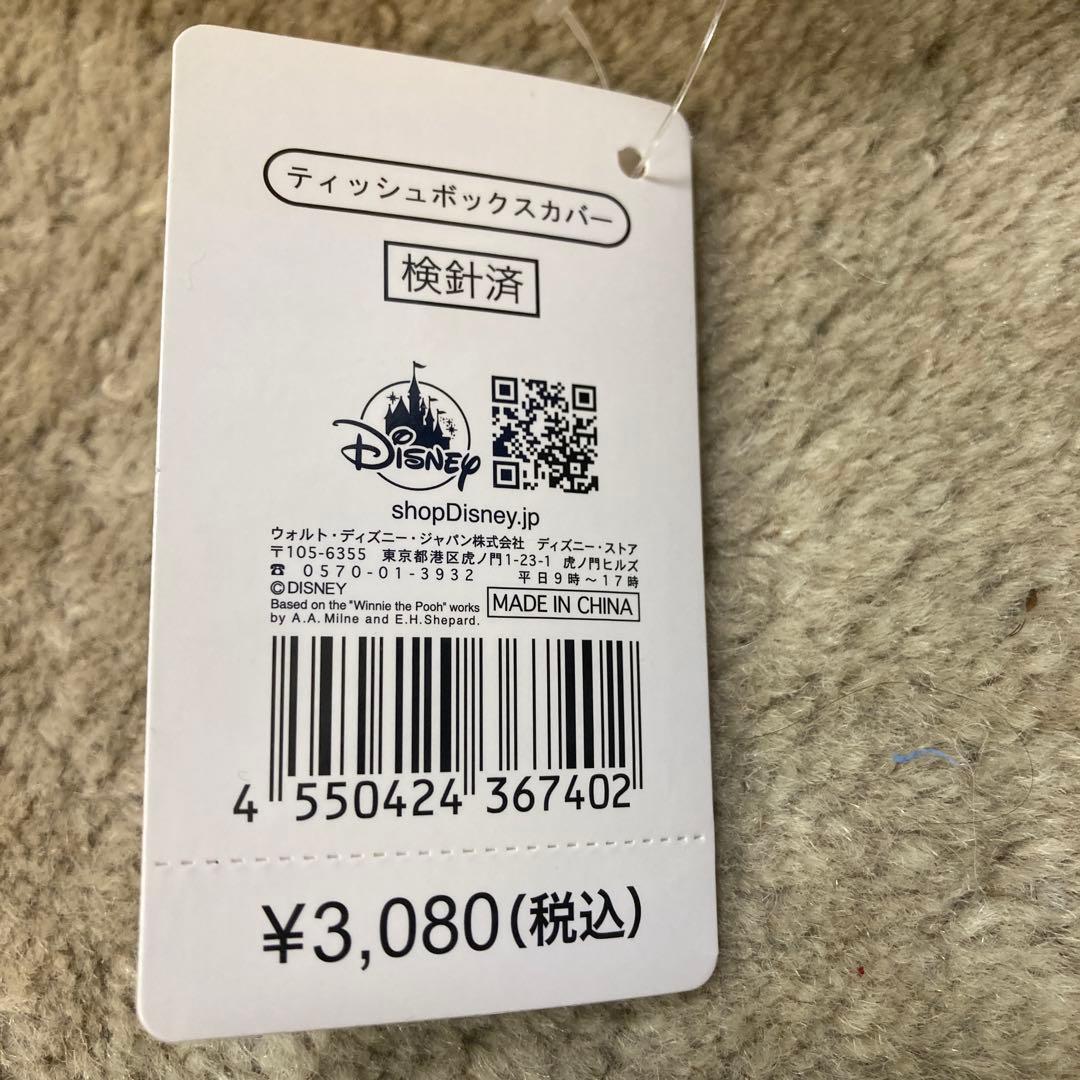 ティッシュボックスカバー
検針済
Disney
shopDisney.jp
ウォルト・ディズニー・ジャパン株式会社 ディズニー・ストア
〒105-6355 東京都港区虎ノ門1-23-1 虎ノ門ヒルズ
☎ 0570-01-3932 平日9時～17時
©DISNEY
Based on the "Winnie the Pooh" works
by A.A. Milne and E.H.Shepard.
MADE IN CHINA
4 550424 367402
¥3,080(税込)